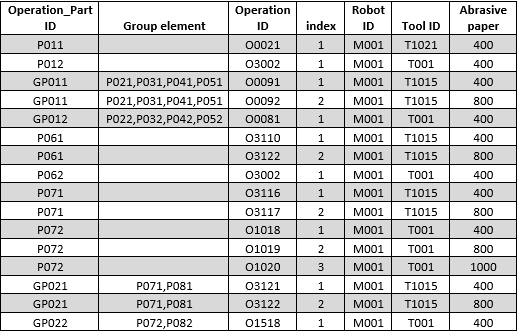 Operation_Part ID Group element Operation ID index Robot ID Tool ID Abrasive paper
P011 O0021 1 M001 T1021 400
P012 O3002 1 M001 T001 400
GP011 P021,P031,P041,P051 O0091 1 M001 T1015 400
GP011 P021,P031,P041,P051 O0092 2 M001 T1015 800
GP012 P022,P032,P042,P052 O0081 1 M001 T001 400
P061 O3110 1 M001 T1015 400
P061 O3122 2 M001 T1015 800
P062 O3002 1 M001 T001 400
P071 O3116 1 M001 T1015 400
P071 O3117 2 M001 T1015 800
P072 O1018 1 M001 T001 400
P072 O1019 2 M001 T001 800
P072 O1020 3 M001 T001 1000
GP021 P071,P081 O3121 1 M001 T1015 400
GP021 P071,P081 O3122 2 M001 T1015 800
GP022 P072,P082 O1518 1 M001 T001 400